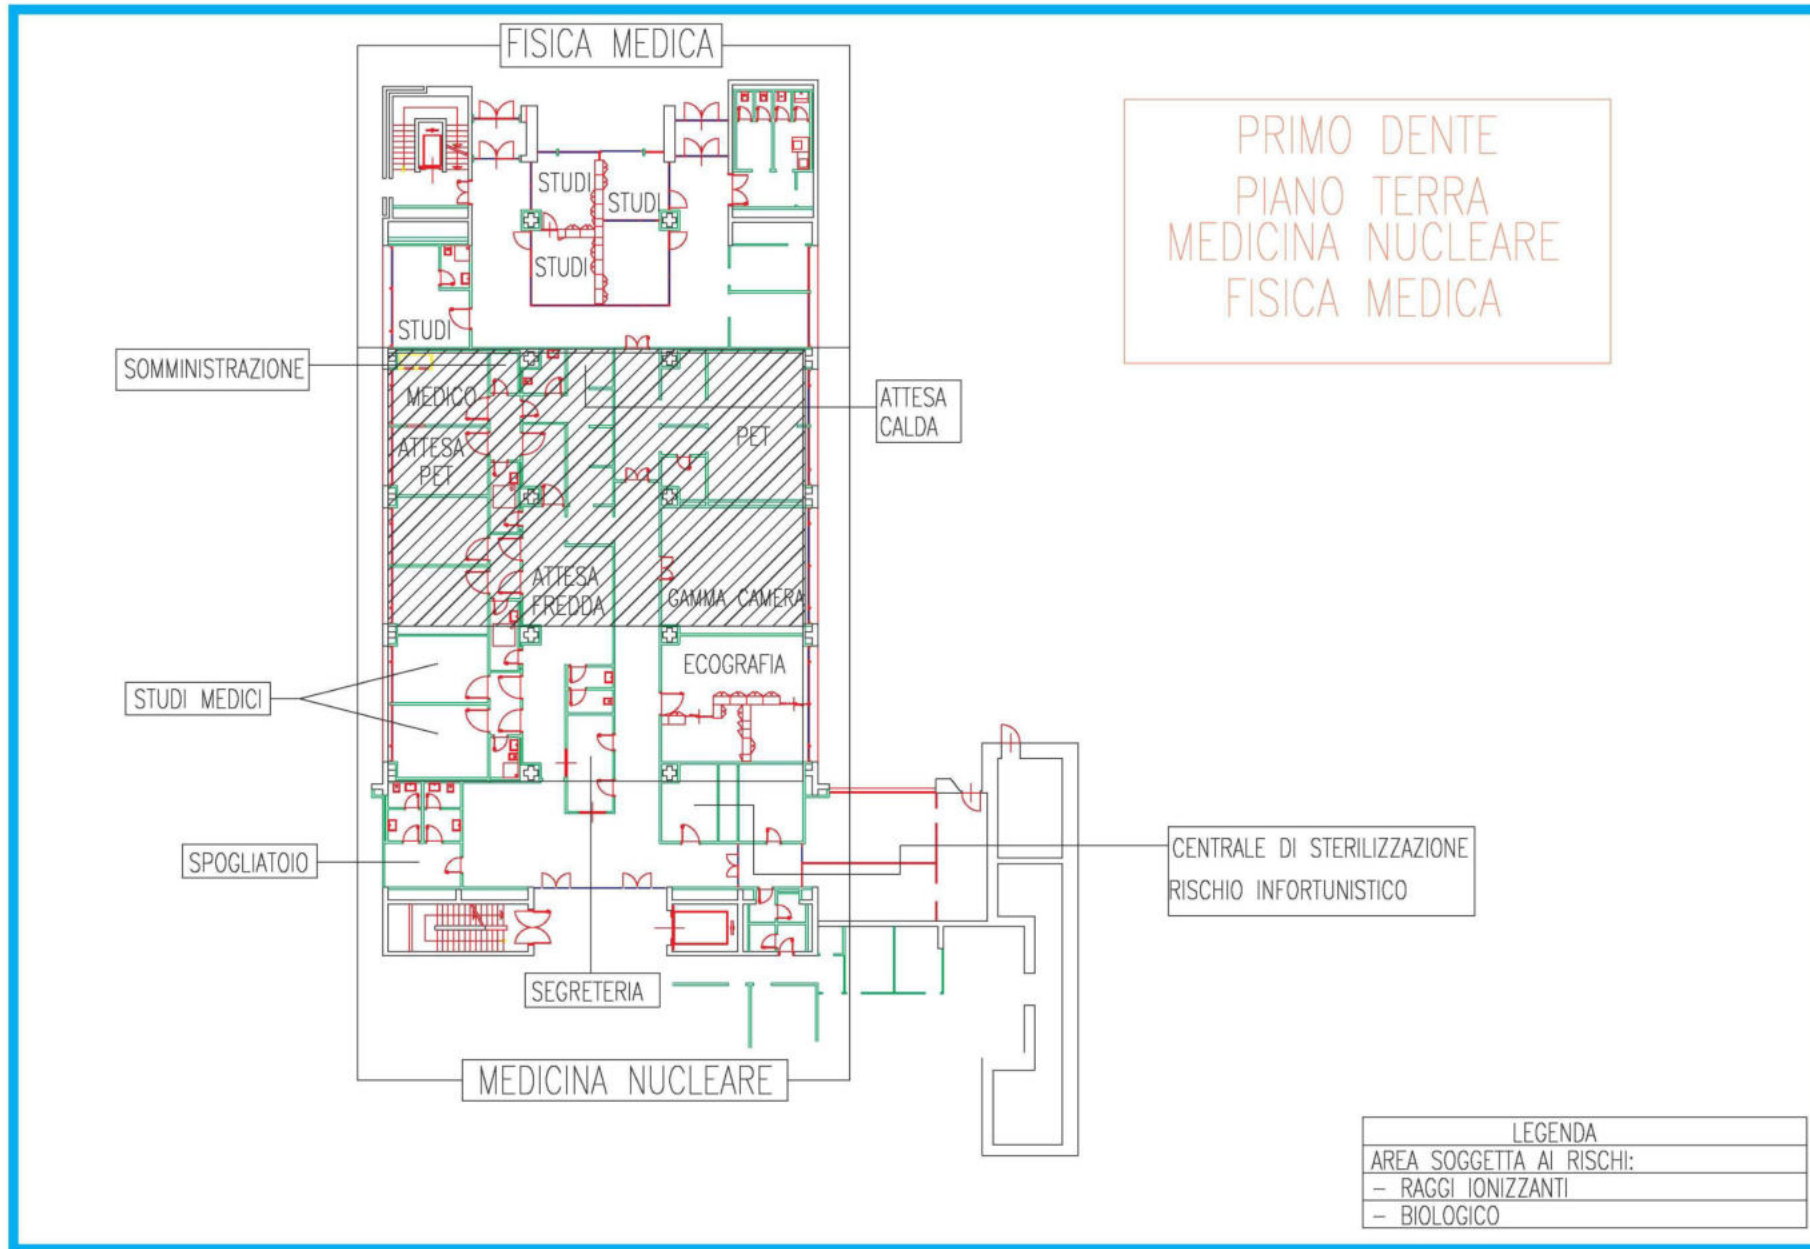 FISICA MEDICA
PRIMO DENTE
PIANO TERRA
MEDICINA NUCLEARE
FISICA MEDICA
STUDI
STUDI
STUDI
STUDI
SOMMINISTRAZIONE
MEDICO
ATTESA
CALDA
ATTESA
PET
PET
ATTESA
FREDDA
GAMMA CAMERA
ECOGRAFIA
STUDI MEDICI
SPOGLIATOIO
CENTRALE DI STERILIZZAZIONE
RISCHIO INFORTUNISTICO
SEGRETERIA
MEDICINA NUCLEARE
LEGENDA
AREA SOGGETTA AI RISCHI:
- RAGGI IONIZZANTI
- BIOLOGICO